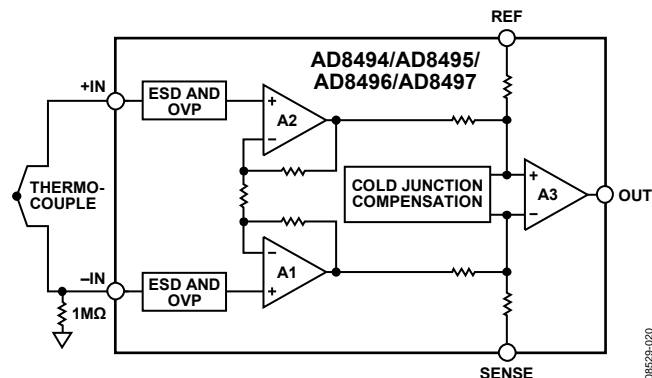 REF
AD8494/AD8495/
AD8496/AD8497
+IN
ESD AND
OVP
+
A2
–
THERMO-
COUPLE
COLD JUNCTION
COMPENSATION
+
A3
–
OUT
–
A1
+
–IN
ESD AND
OVP
1MΩ
SENSE
08529-020